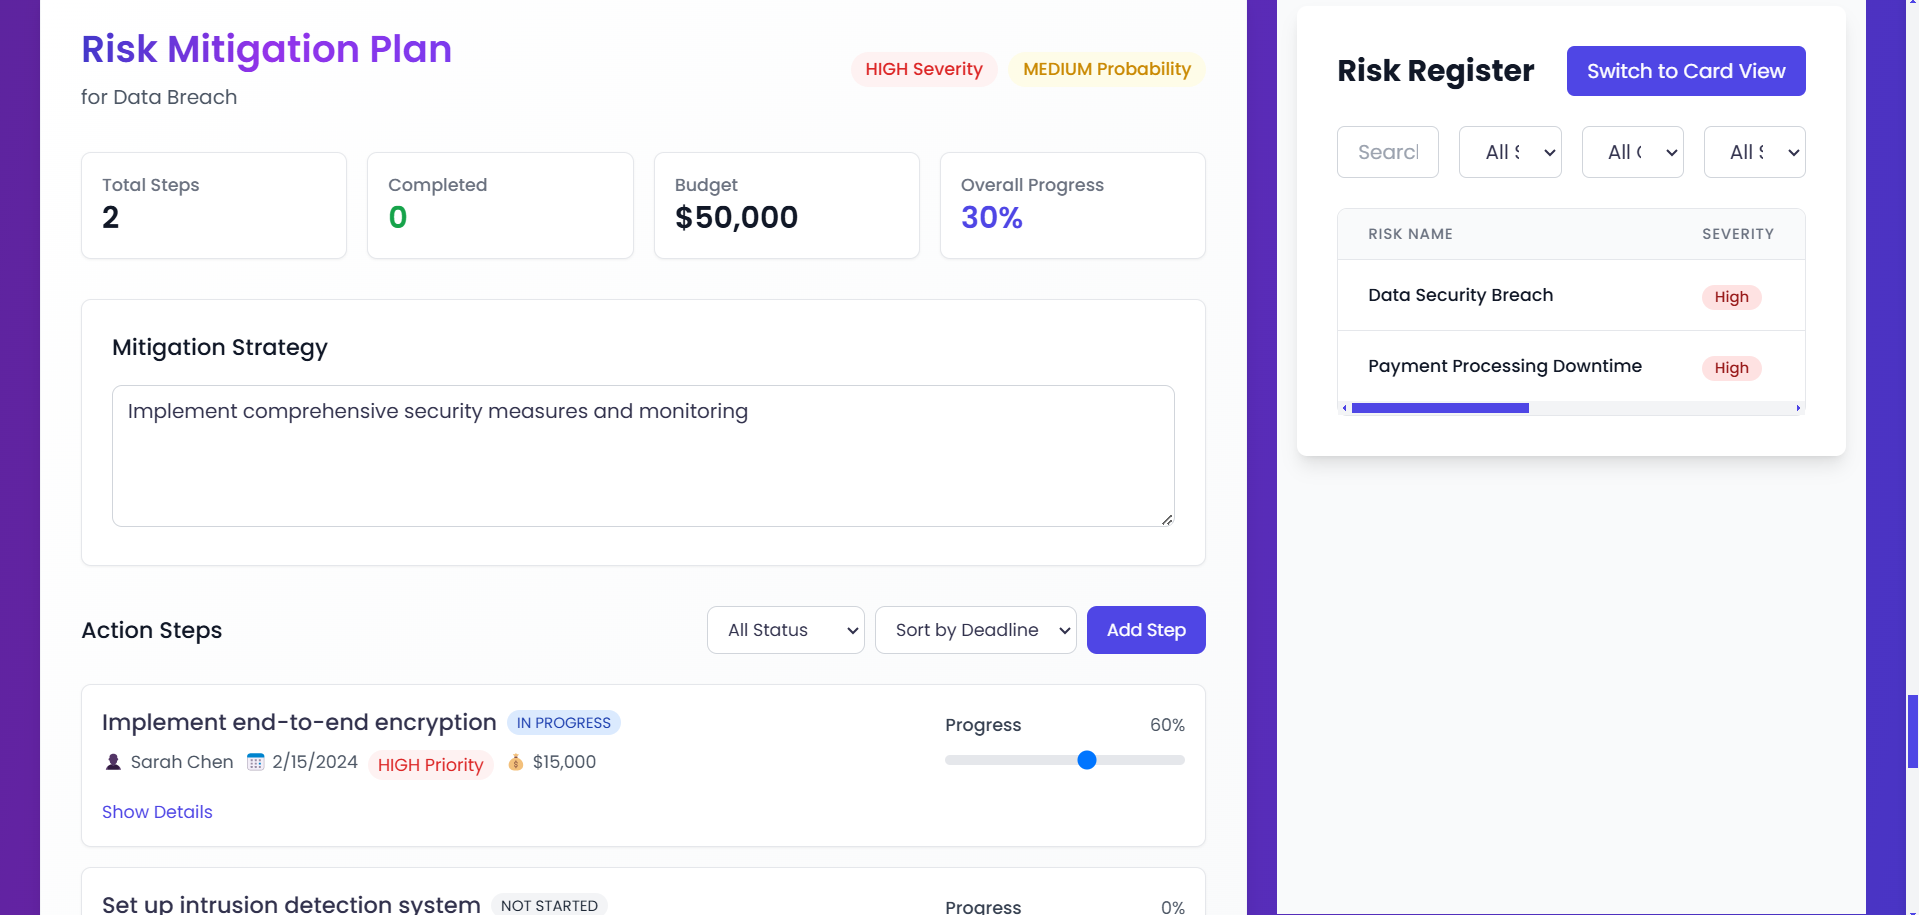 Risk Mitigation Plan
for Data Breach
HIGH Severity
MEDIUM Probability
Total Steps
2
Completed
0
Budget
$50,000
Overall Progress
30%
Mitigation Strategy
Implement comprehensive security measures and monitoring
Action Steps
All Status
Sort by Deadline
Add Step
Implement end-to-end encryption
IN PROGRESS
Sarah Chen
2/15/2024
HIGH Priority
$15,000
Show Details
Progress
60%
Set up intrusion detection system
NOT STARTED
Progress
0%
Risk Register
Switch to Card View
All
All
All
RISK NAME
SEVERITY
Data Security Breach
High
Payment Processing Downtime
High